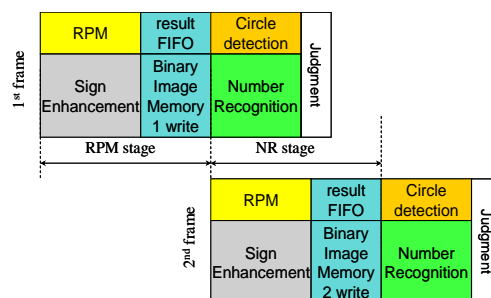 1st frame
RPM
result
FIFO
Circle
detection
Judgment
Sign
Enhancement
Binary
Image
Memory
1 write
Number
Recognition
RPM stage
NR stage
2nd frame
RPM
result
FIFO
Circle
detection
Judgment
Sign
Enhancement
Binary
Image
Memory
2 write
Number
Recognition